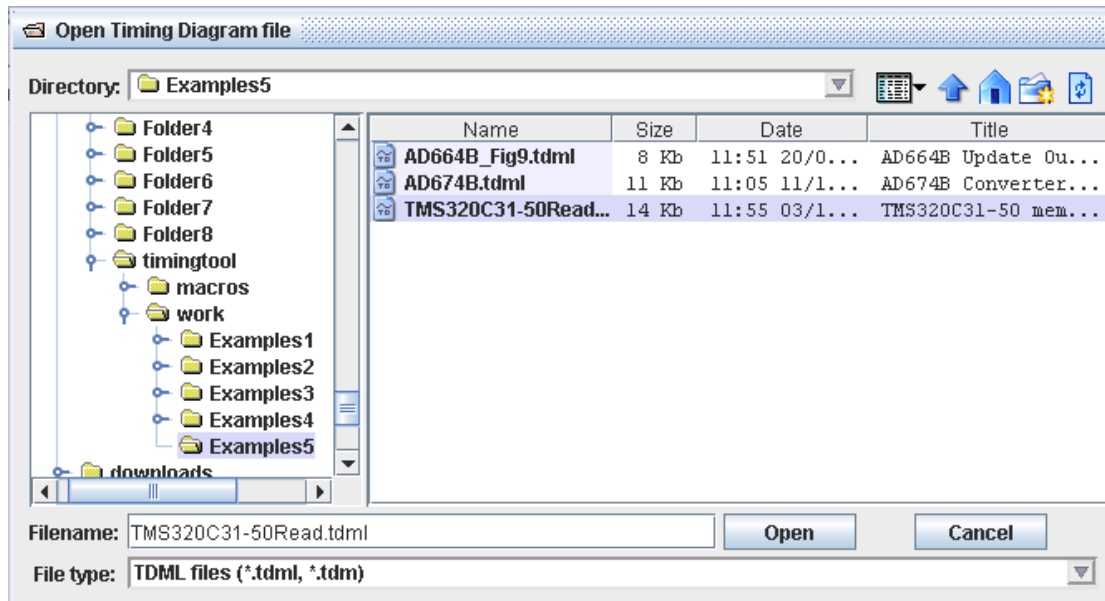 Open Timing Diagram file
Directory: Examples5
Folder4
Folder5
Folder6
Folder7
Folder8
timingtool
macros
work
Examples1
Examples2
Examples3
Examples4
Examples5
downloads
Name Size Date Title
AD664B_Fig9.tdml 8 Kb 11:51 20/0... AD664B Update Ou...
AD674B.tdml 11 Kb 11:05 11/1... AD674B Converter...
TMS320C31-50Read... 14 Kb 11:55 03/1... TMS320C31-50 mem...
Filename: TMS320C31-50Read.tdml Open Cancel
File type: TDML files (*.tdml, *.tdm)